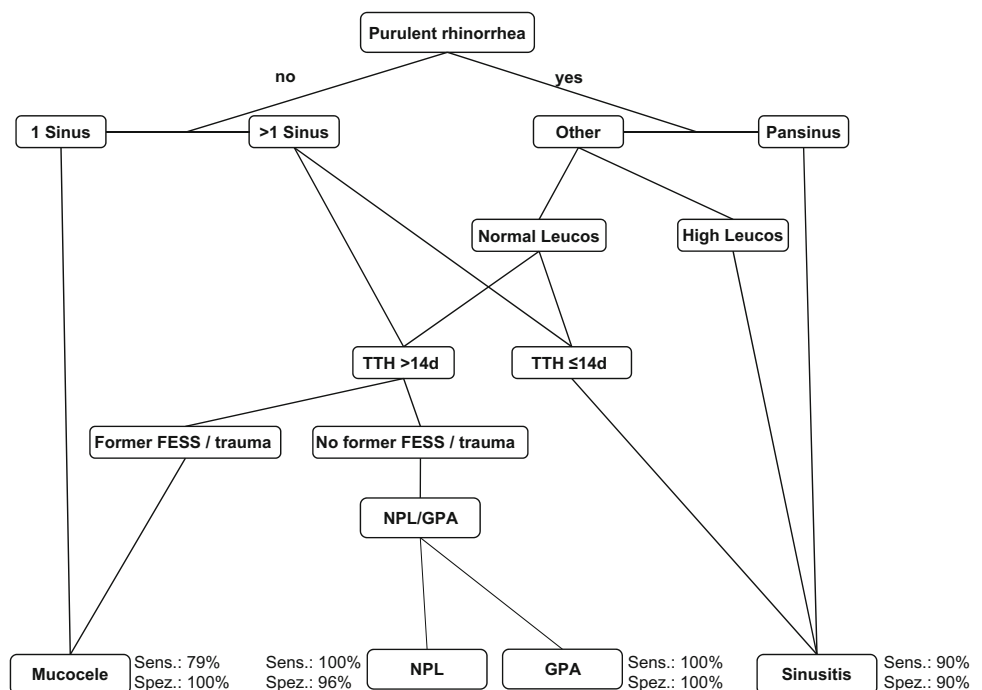 Purulent rhinorrhea
no
yes
1 Sinus
>1 Sinus
Other
Pansinus
Normal Leucos
High Leucos
TTH >14d
TTH ≤14d
Former FESS / trauma
No former FESS / trauma
NPL/GPA
Mucocele
Sens.: 79%
Spez.: 100%
Sens.: 100%
Spez.: 96%
NPL
GPA
Sens.: 100%
Spez.: 100%
Sinusitis
Sens.: 90%
Spez.: 90%